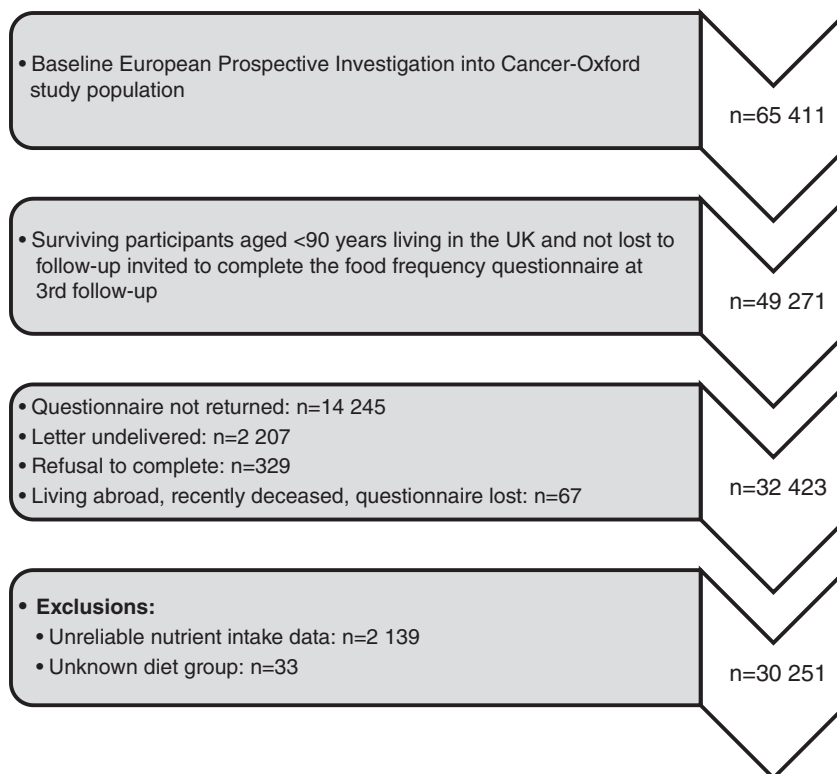 • Baseline European Prospective Investigation into Cancer-Oxford
study population
n=65 411
• Surviving participants aged <90 years living in the UK and not lost to
follow-up invited to complete the food frequency questionnaire at
3rd follow-up
n=49 271
• Questionnaire not returned: n=14 245
• Letter undelivered: n=2 207
• Refusal to complete: n=329
• Living abroad, recently deceased, questionnaire lost: n=67
n=32 423
• Exclusions:
• Unreliable nutrient intake data: n=2 139
• Unknown diet group: n=33
n=30 251